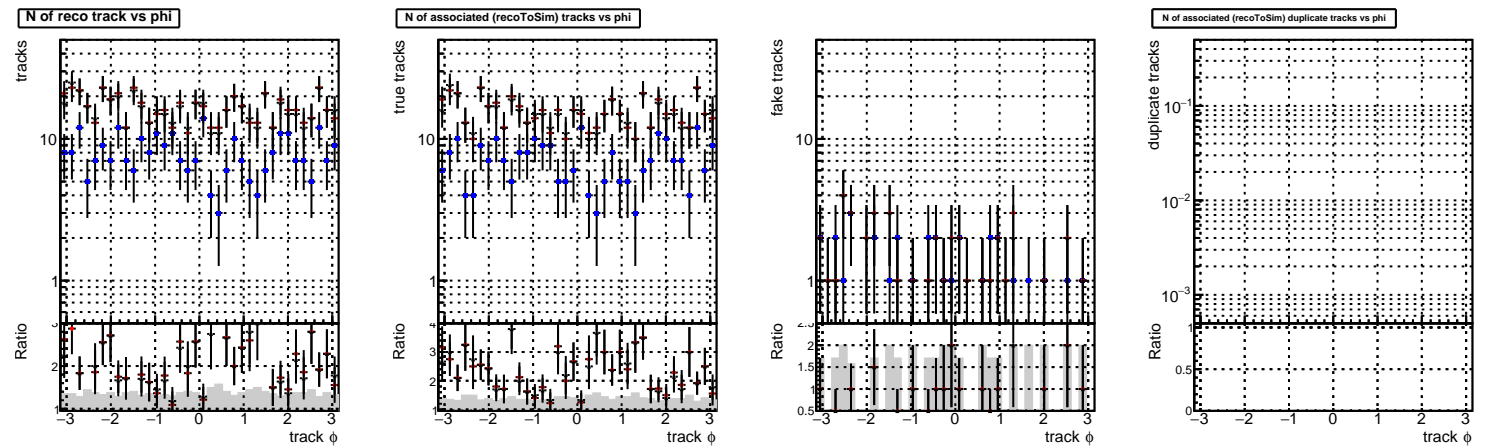 N of reco track vs phi
tracks
10
1
Ratio
3
2
1
−3 −2 −1 0 1 2 3
track ϕ
N of associated (recoToSim) tracks vs phi
true tracks
10
1
Ratio
4
3
2
1
−3 −2 −1 0 1 2 3
track ϕ
fake tracks
10
1
Ratio
2.5
2
1.5
1
0.5
−3 −2 −1 0 1 2 3
track ϕ
N of associated (recoToSim) duplicate tracks vs phi
duplicate tracks
10⁻¹
10⁻²
10⁻³
Ratio
1
0.5
0
−3 −2 −1 0 1 2 3
track ϕ